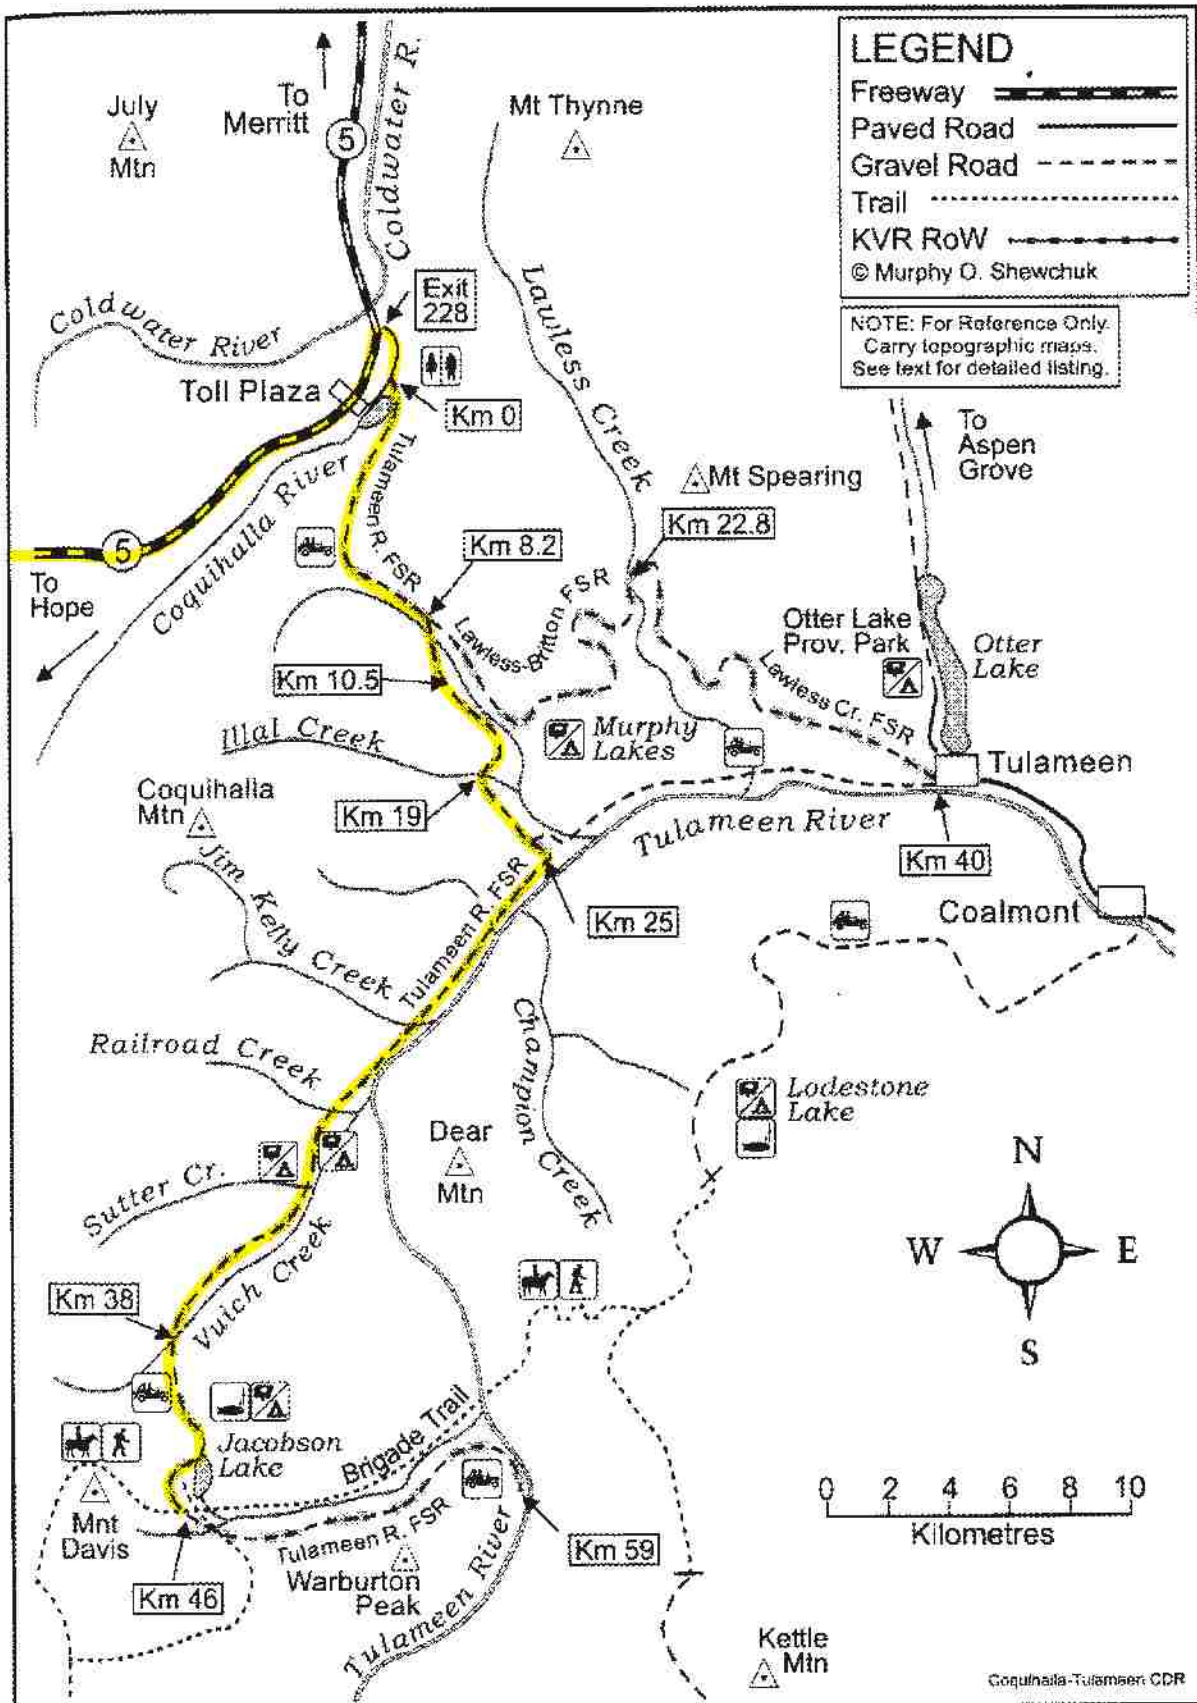 LEGEND
Freeway
Paved Road
Gravel Road
Trail
KVR RoW
© Murphy O. Shewchuk
NOTE: For Reference Only.
Carry topographic maps.
See text for detailed listing.
July
Mtn
To
Merritt
5
Coldwater R.
Mt Thynne
Exit
228
Coldwater River
Toll Plaza
Km 0
Lawless Creek
To
Aspen
Grove
Mt Spearing
Tulameen R. FSR
Coquihalla River
5
To
Hope
Km 8.2
Km 22.8
Lawless-Britton FSR
Otter Lake
Prov. Park
Otter
Lake
Km 10.5
Lawless Cr. FSR
Illal Creek
Murphy
Lakes
Tulameen
Coquihalla
Mtn
Km 19
Tulameen River
Km 40
Jim Kelly Creek
Tulameen R. FSR
Km 25
Coalmont
Railroad Creek
Champion Creek
Lodestone
Lake
Dear
Mtn
Sutter Cr.
N
W
E
S
Vuich Creek
Km 38
Jacobson
Lake
Brigade Trail
Mnt
Davis
Tulameen R. FSR
Warburton
Peak
Km 59
Km 46
Tulameen River
0 2 4 6 8 10
Kilometres
Kettle
Mtn
Coquihalla-Tulameen CDR